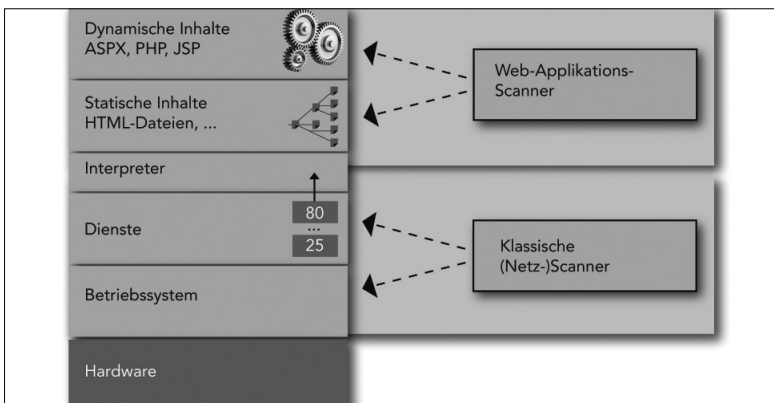 Dynamische Inhalte
ASPX, PHP, JSP
Web-Applikations-
Scanner
Statische Inhalte
HTML-Dateien, ...
Interpreter
Dienste
80
...
25
Klassische
(Netz-)Scanner
Betriebssystem
Hardware